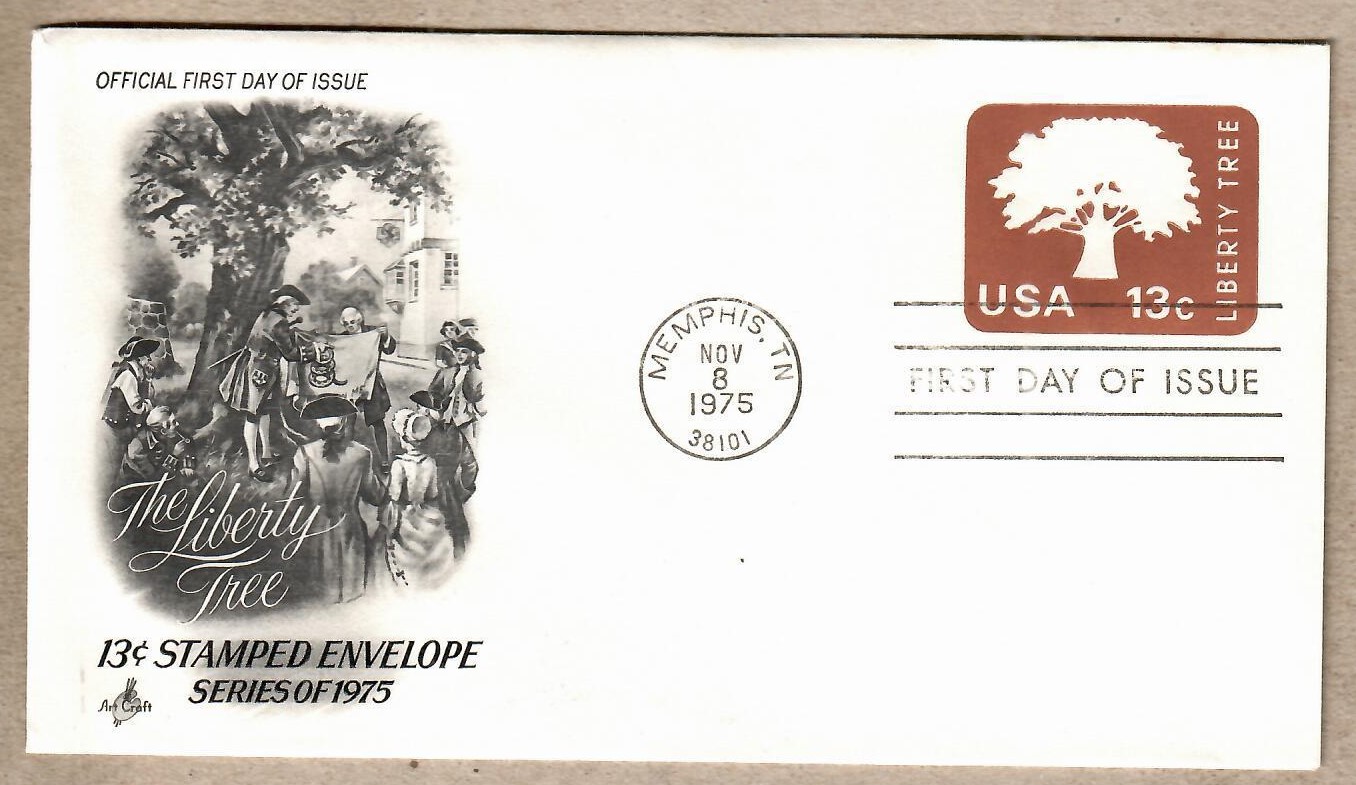 OFFICIAL FIRST DAY OF ISSUE
The Liberty
Tree
13¢ STAMPED ENVELOPE
SERIES OF 1975
Art Craft
MEMPHIS, TN
NOV
8
1975
38101
USA 13c
LIBERTY TREE
FIRST DAY OF ISSUE